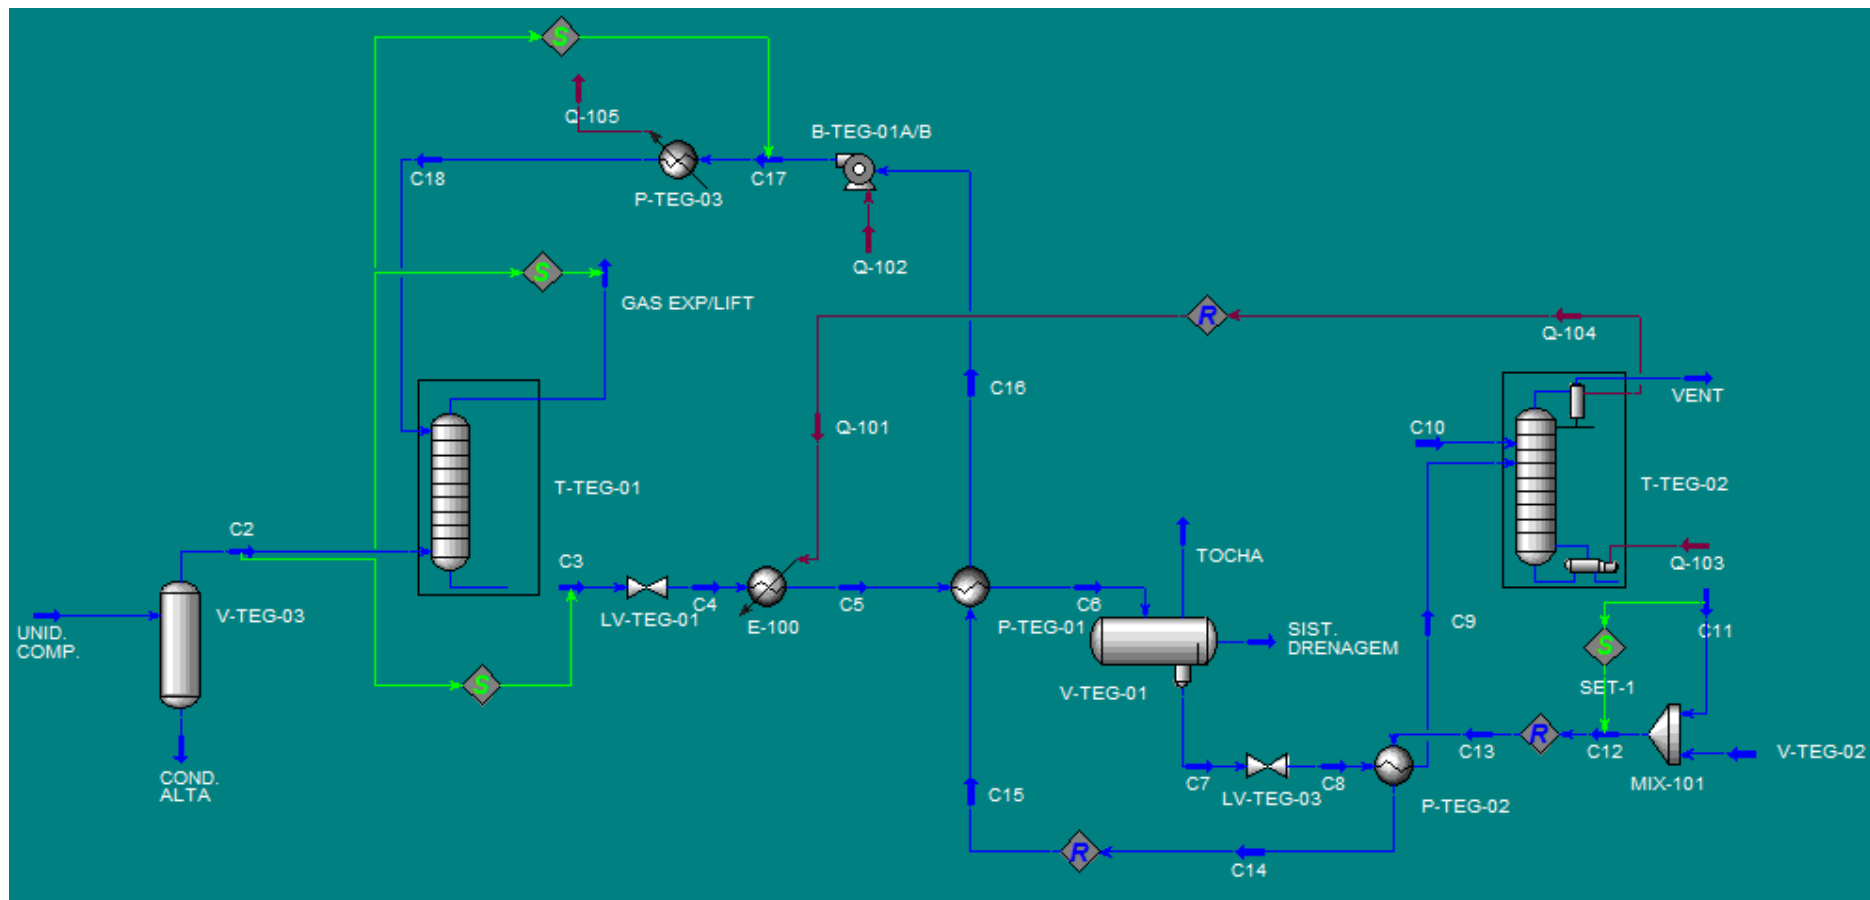 S
Q-105
B-TEG-01A/B
C18
P-TEG-03
C17
Q-102
S
GAS EXP/LIFT
R
Q-104
C16
VENT
Q-101
C10
T-TEG-01
T-TEG-02
C2
TOCHA
Q-103
C3
LV-TEG-01
C4
E-100
C5
P-TEG-01
C6
UNID.
COMP.
V-TEG-03
SIST.
DRENAGEM
C9
C11
S
SET-1
V-TEG-01
S
COND.
ALTA
C7
LV-TEG-03
C8
P-TEG-02
C13
R
C12
MIX-101
V-TEG-02
C15
R
C14